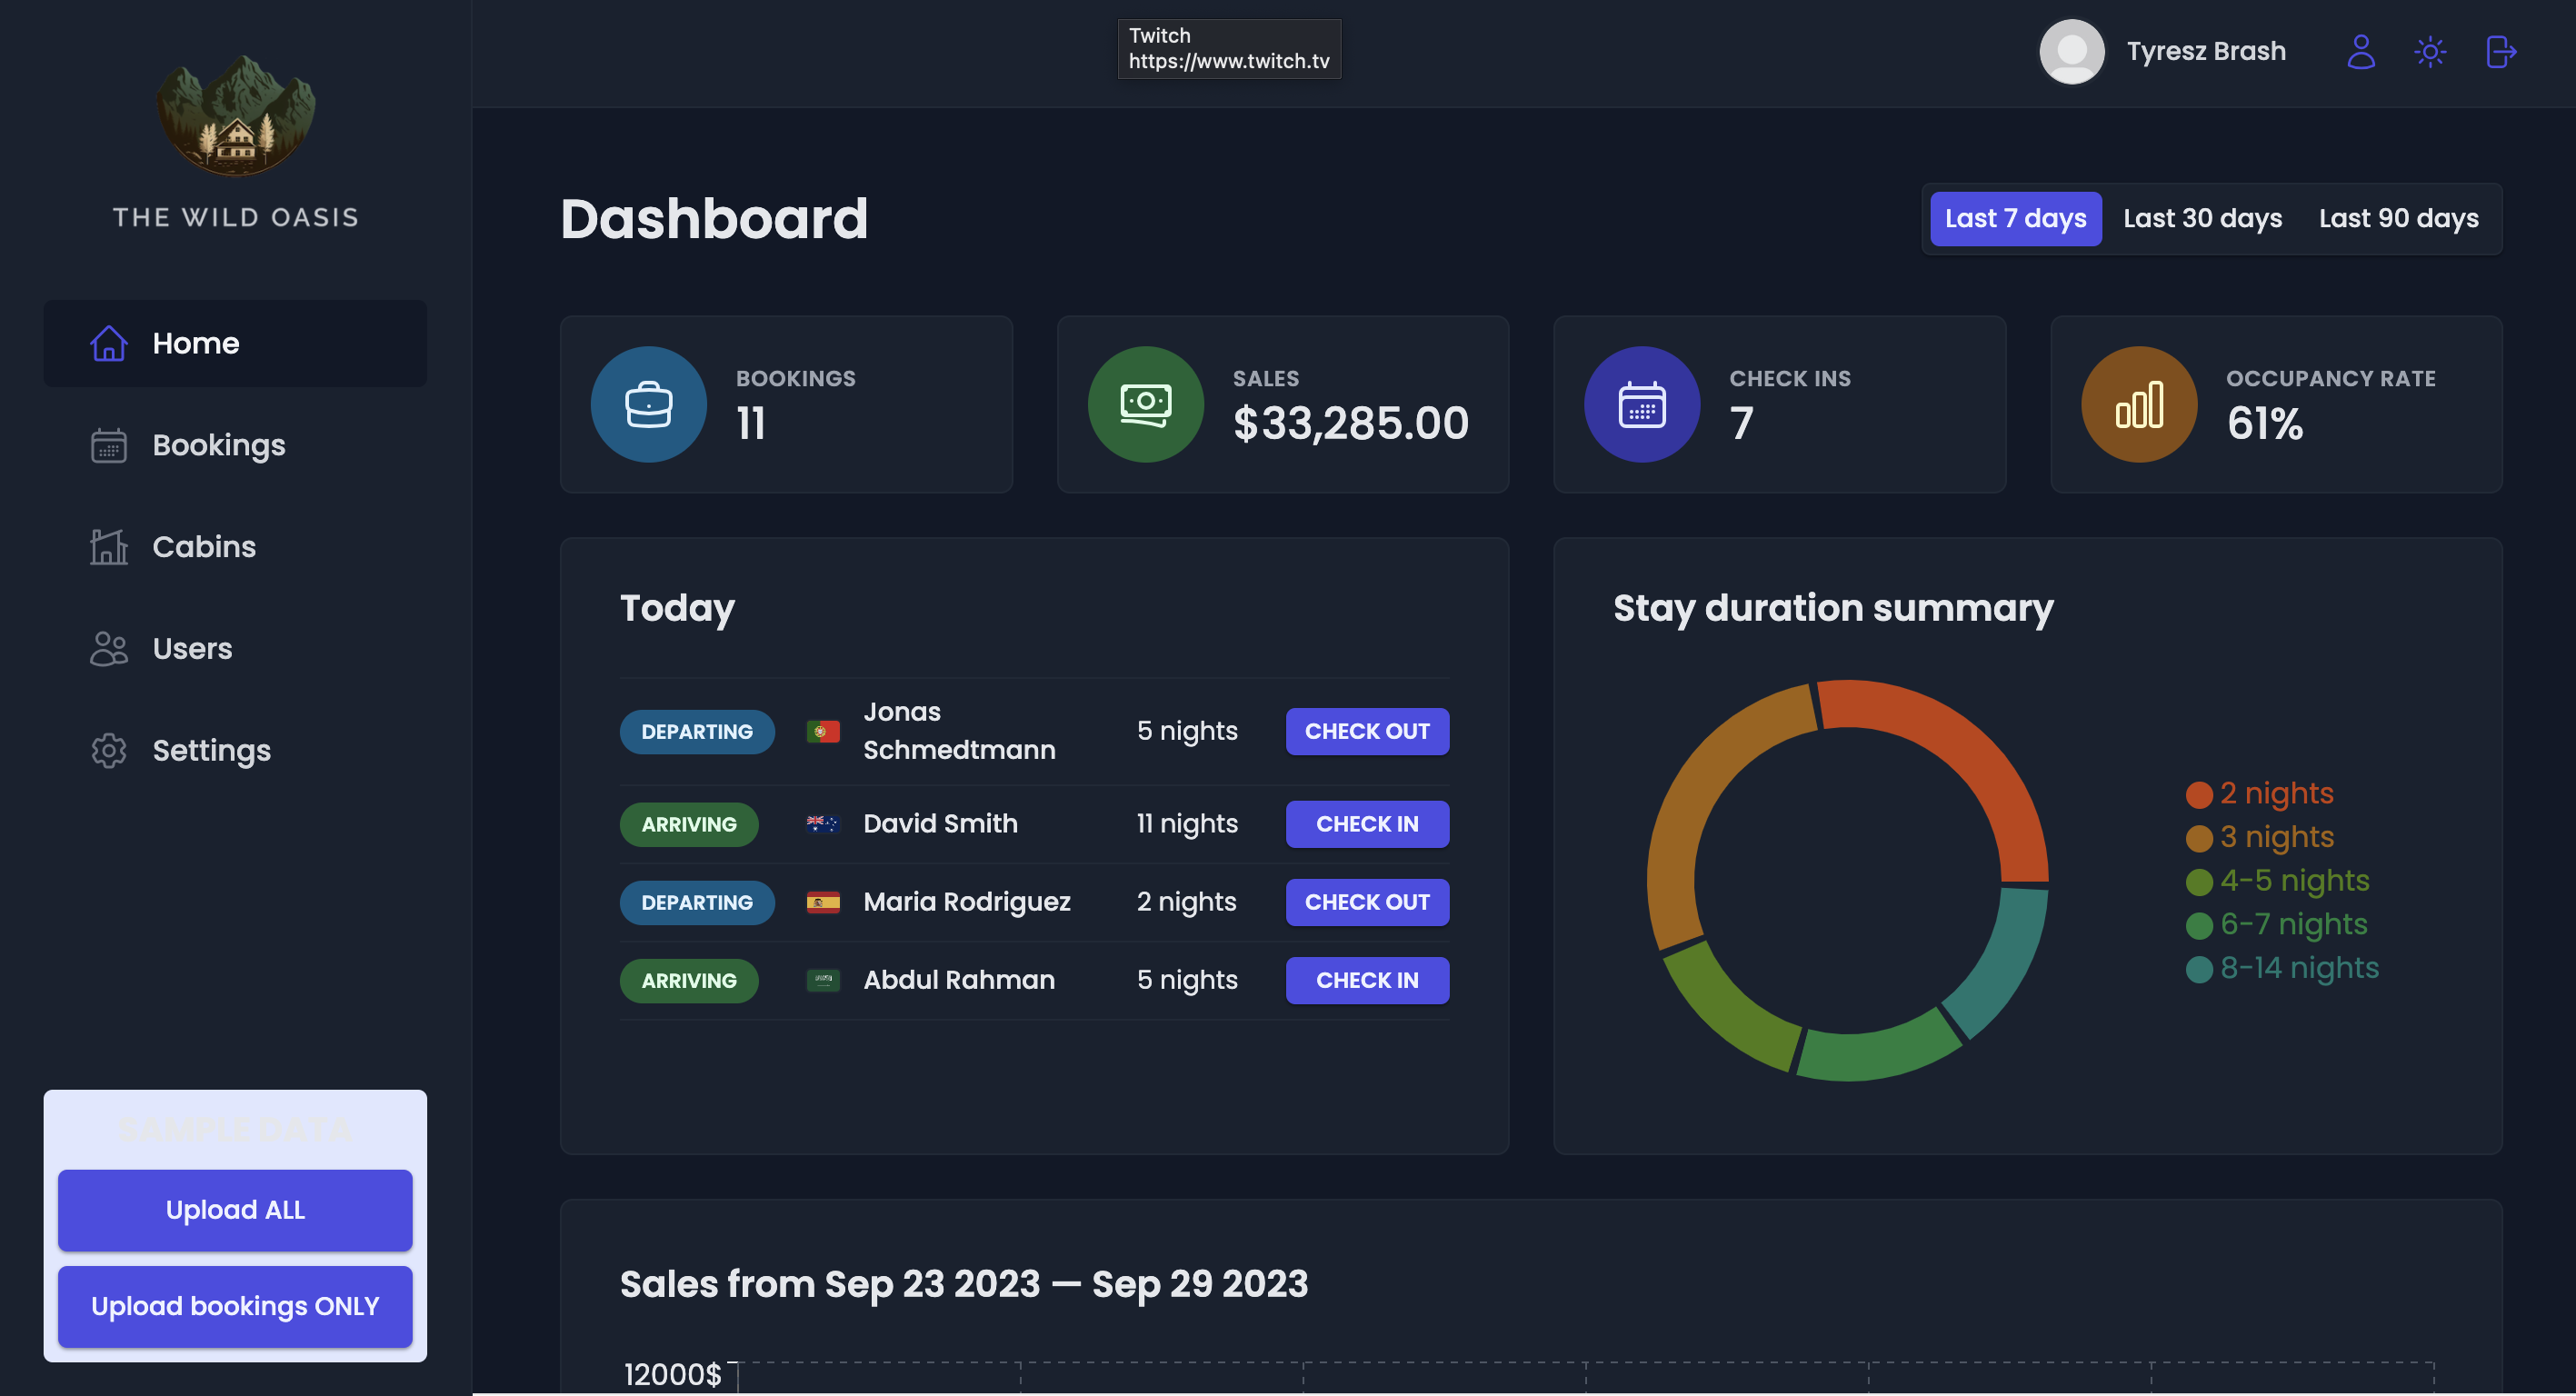 Twitch
https://www.twitch.tv
Tyresz Brash
THE WILD OASIS
Home
Bookings
Cabins
Users
Settings
SAMPLE DATA
Upload ALL
Upload bookings ONLY
Dashboard
Last 7 days Last 30 days Last 90 days
BOOKINGS
11
SALES
$33,285.00
CHECK INS
7
OCCUPANCY RATE
61%
Today
DEPARTING Jonas Schmedtmann 5 nights CHECK OUT
ARRIVING David Smith 11 nights CHECK IN
DEPARTING Maria Rodriguez 2 nights CHECK OUT
ARRIVING Abdul Rahman 5 nights CHECK IN
Stay duration summary
2 nights
3 nights
4-5 nights
6-7 nights
8-14 nights
Sales from Sep 23 2023 — Sep 29 2023
12000$